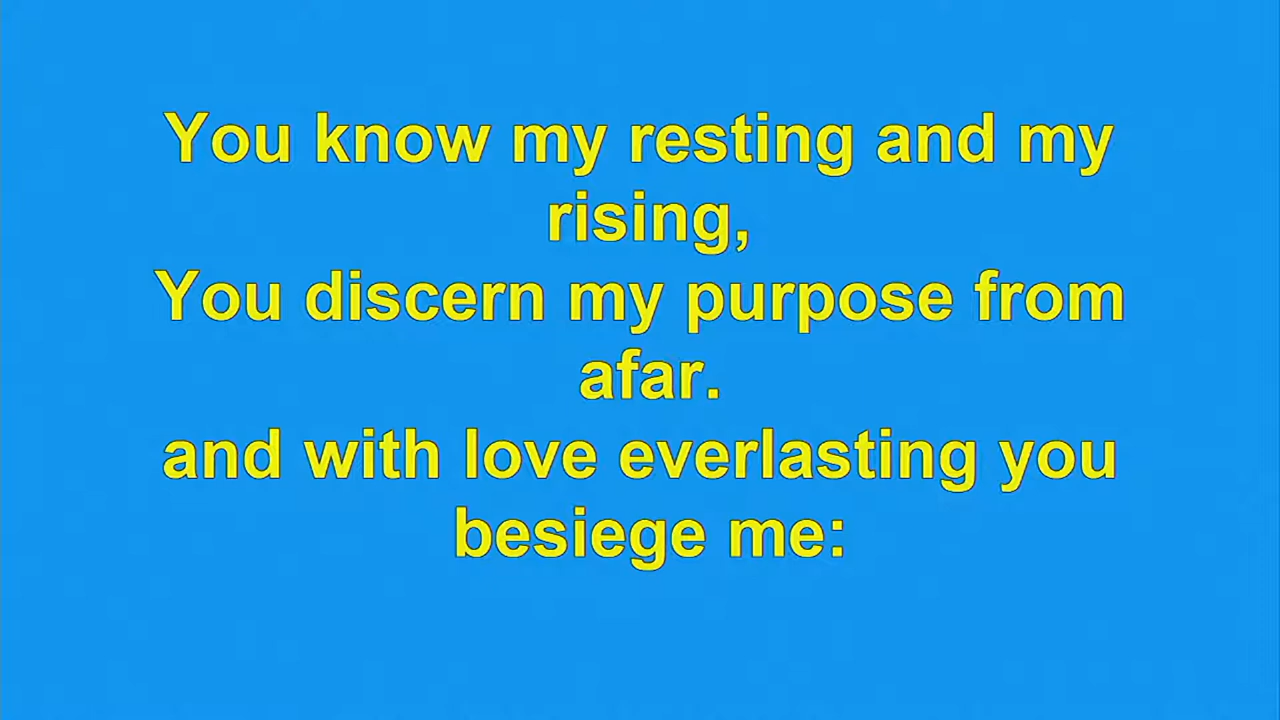 You know my resting and my
rising,
You discern my purpose from
afar.
and with love everlasting you
besiege me: